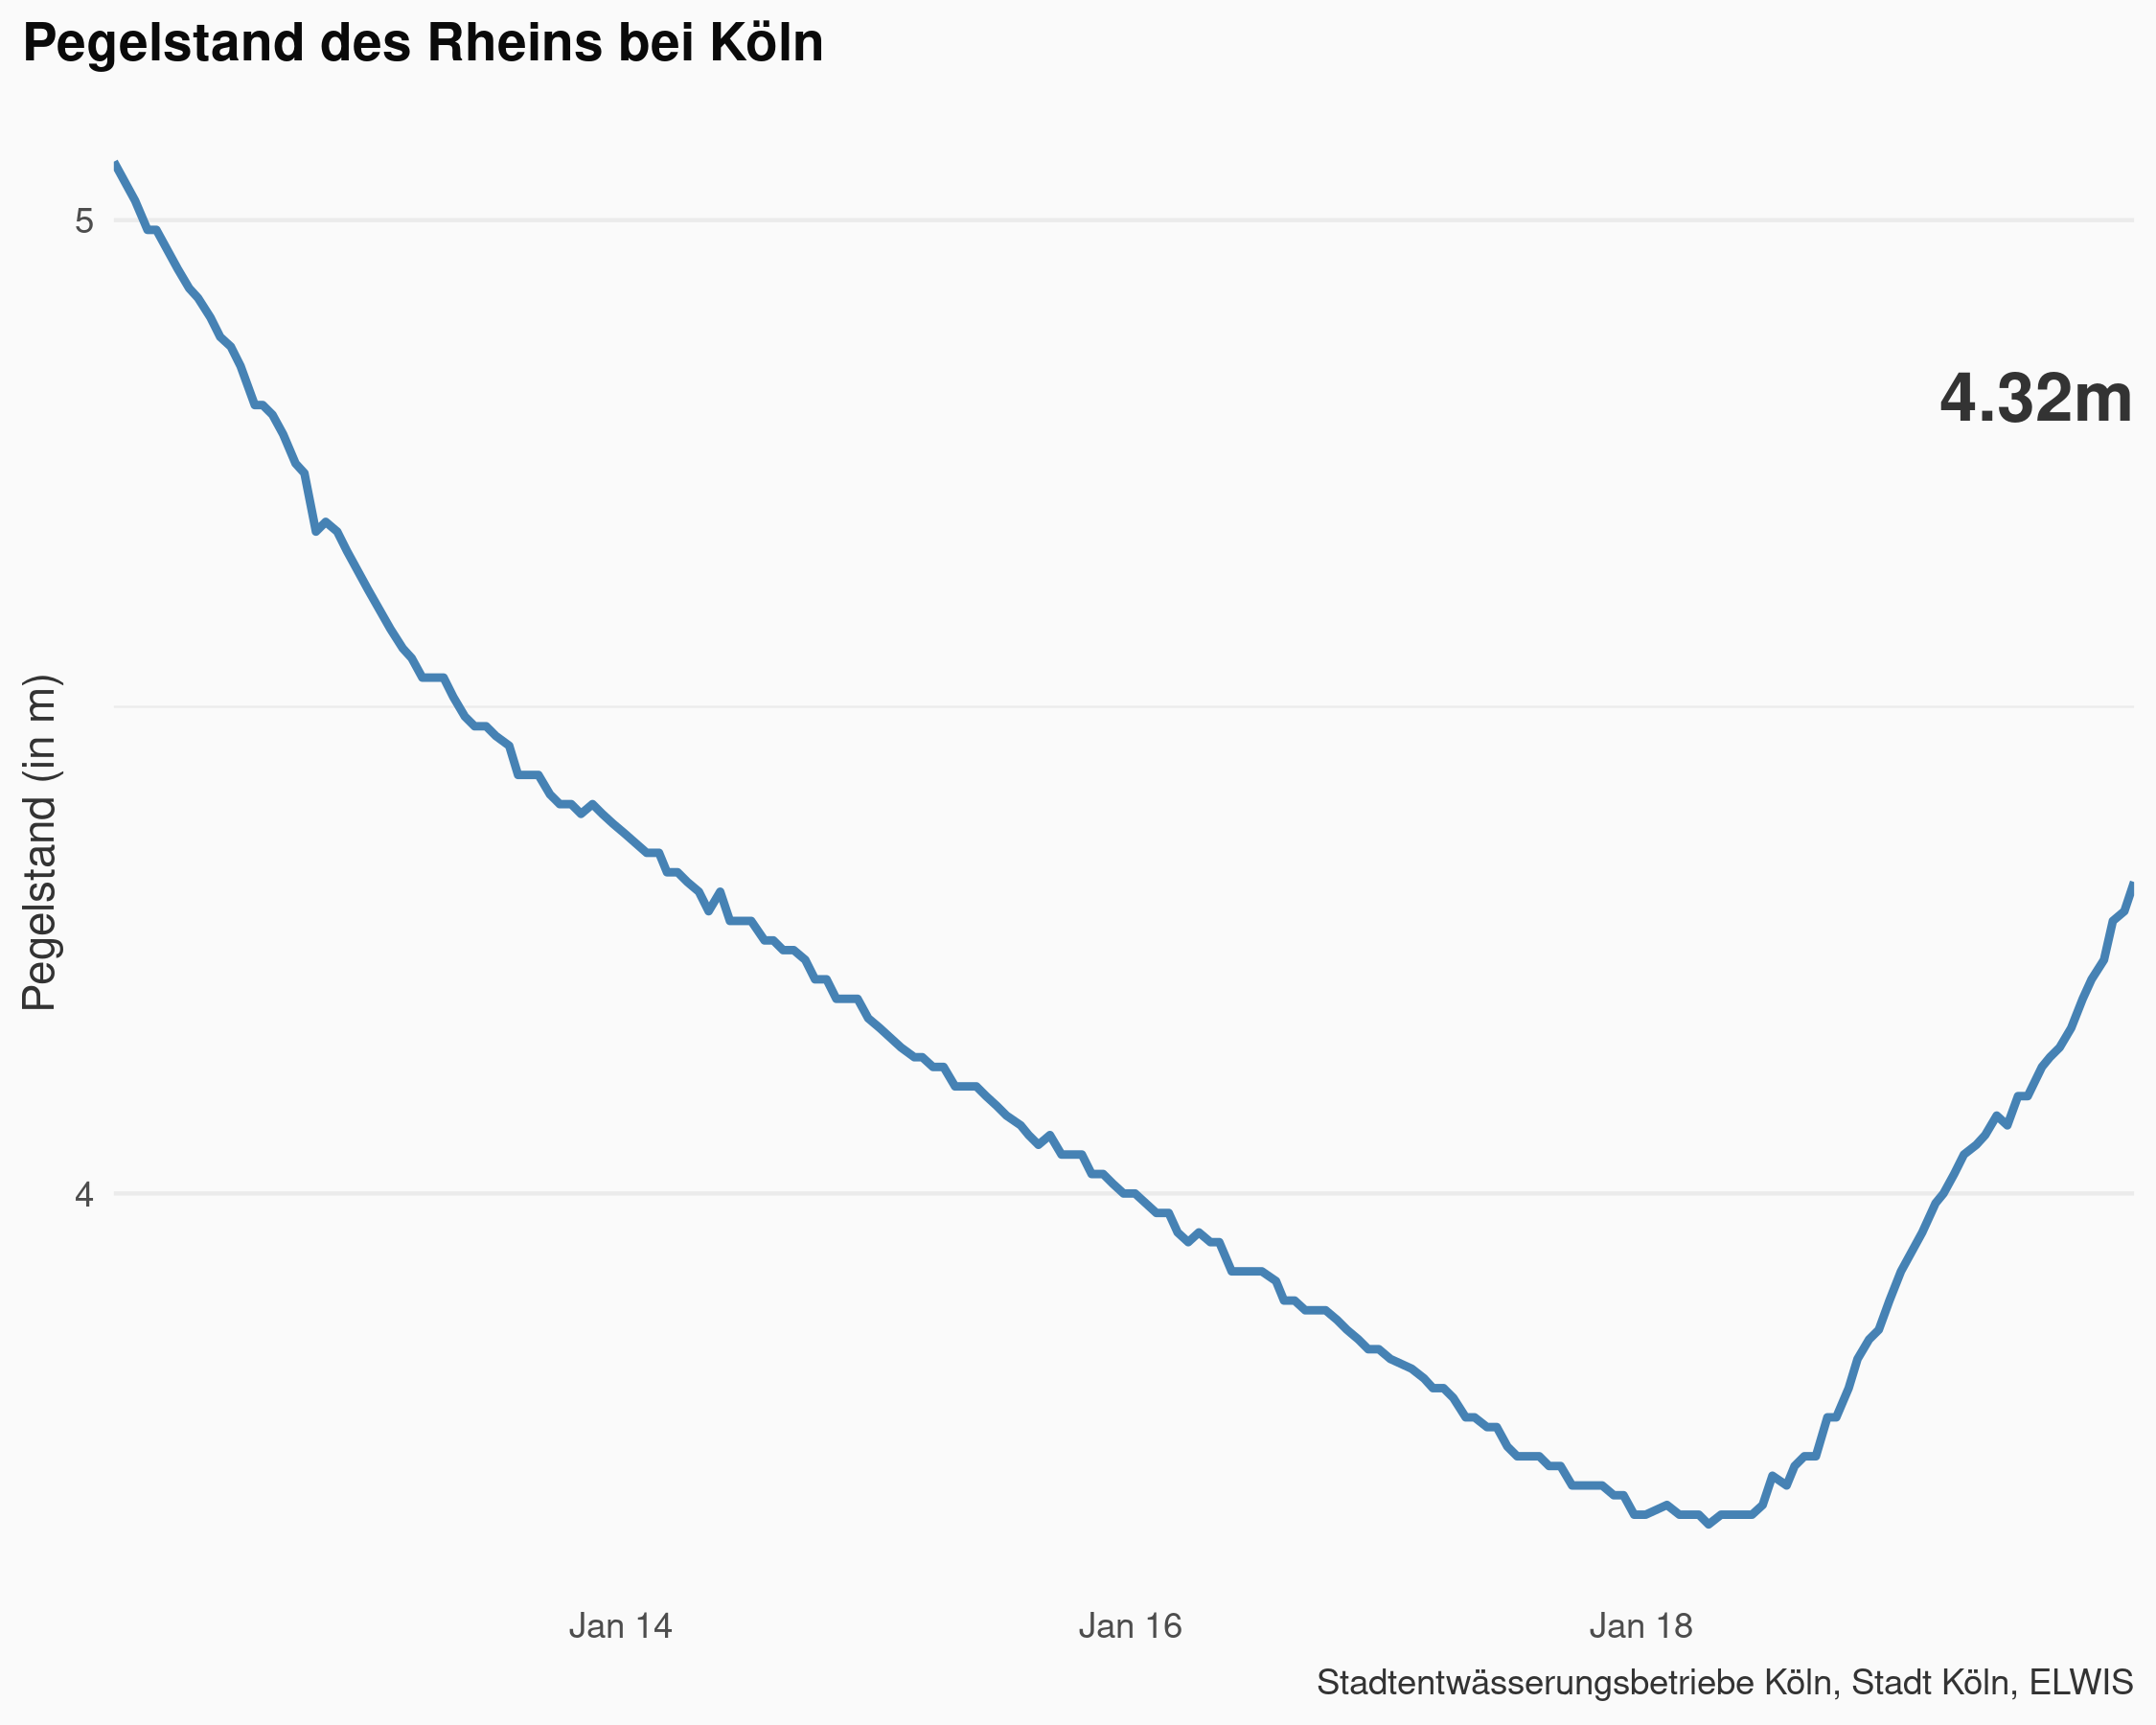 Pegelstand des Rheins bei Köln
5
4.32m
Pegelstand (in m)
4
Jan 14
Jan 16
Jan 18
Stadtentwässerungsbetriebe Köln, Stadt Köln, ELWIS